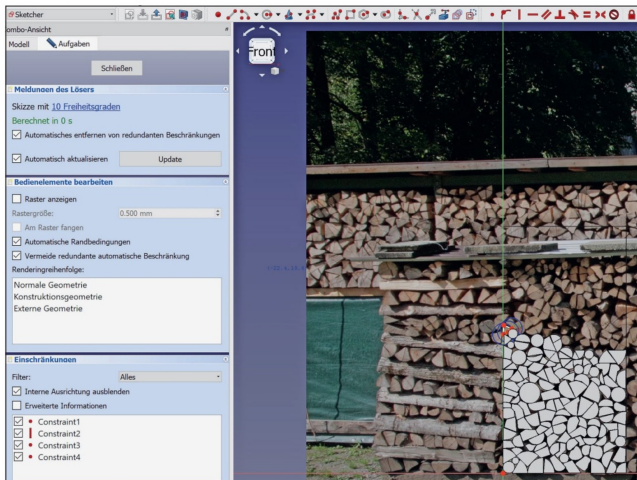 Sketcher
ombo-Ansicht
Modell
Aufgaben
Schließen
Meldungen des Lösers
Skizze mit 10 Freiheitsgraden
Berechnet in 0 s
Automatisches entfernen von redundanten Beschränkungen
Automatisch aktualisieren
Update
Bedienelemente bearbeiten
Raster anzeigen
Rastergröße:
0.500 mm
Am Raster fangen
Automatische Randbedingungen
Vermeide redundante automatische Beschränkung
Renderingreihenfolge:
Normale Geometrie
Konstruktionsgeometrie
Externe Geometrie
Einschränkungen
Filter:
Alles
Interne Ausrichtung ausblenden
Erweiterte Informationen
Constraint1
Constraint2
Constraint3
Constraint4
Front